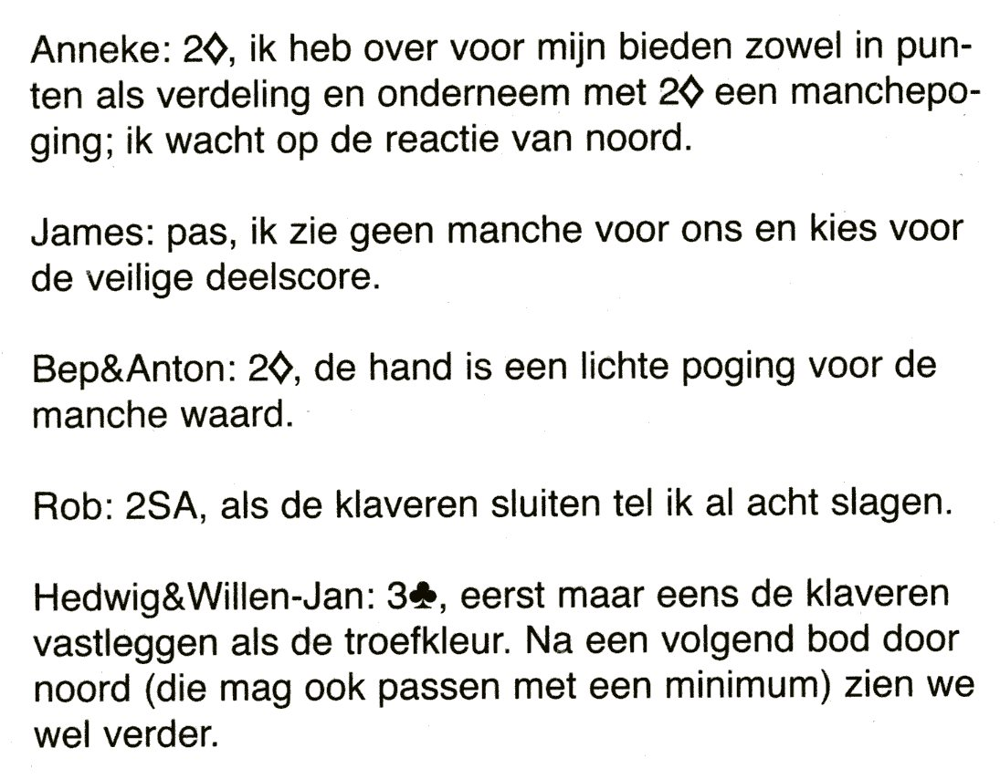 Anneke: 2◊, ik heb over voor mijn bieden zowel in pun-
ten als verdeling en onderneem met 2◊ een manchepo-
ging; ik wacht op de reactie van noord.
James: pas, ik zie geen manche voor ons en kies voor
de veilige deelscore.
Bep&Anton: 2◊, de hand is een lichte poging voor de
manche waard.
Rob: 2SA, als de klaveren sluiten tel ik al acht slagen.
Hedwig&Willen-Jan: 3♣, eerst maar eens de klaveren
vastleggen als de troefkleur. Na een volgend bod door
noord (die mag ook passen met een minimum) zien we
wel verder.